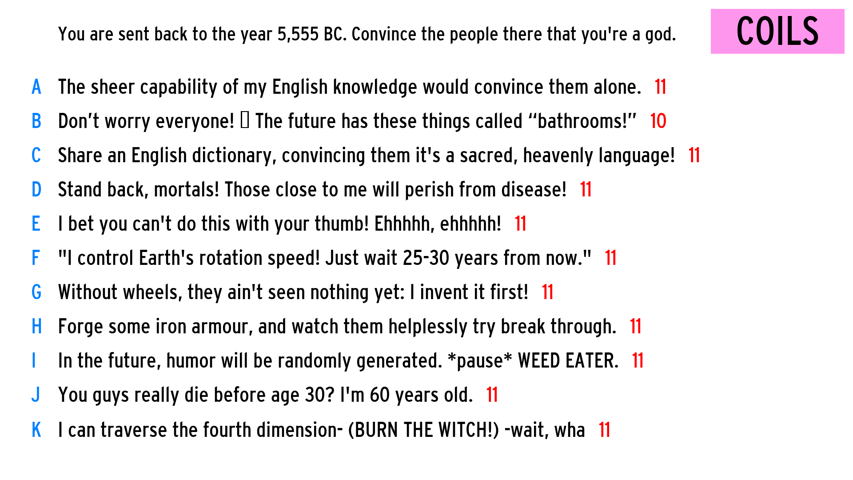 You are sent back to the year 5,555 BC. Convince the people there that you're a god.
COILS
A The sheer capability of my English knowledge would convince them alone. 11
B Don’t worry everyone! ▯ The future has these things called “bathrooms!” 10
C Share an English dictionary, convincing them it's a sacred, heavenly language! 11
D Stand back, mortals! Those close to me will perish from disease! 11
E I bet you can't do this with your thumb! Ehhhhh, ehhhhh! 11
F "I control Earth's rotation speed! Just wait 25-30 years from now." 11
G Without wheels, they ain't seen nothing yet: I invent it first! 11
H Forge some iron armour, and watch them helplessly try break through. 11
I In the future, humor will be randomly generated. *pause* WEED EATER. 11
J You guys really die before age 30? I'm 60 years old. 11
K I can traverse the fourth dimension- (BURN THE WITCH!) -wait, wha 11